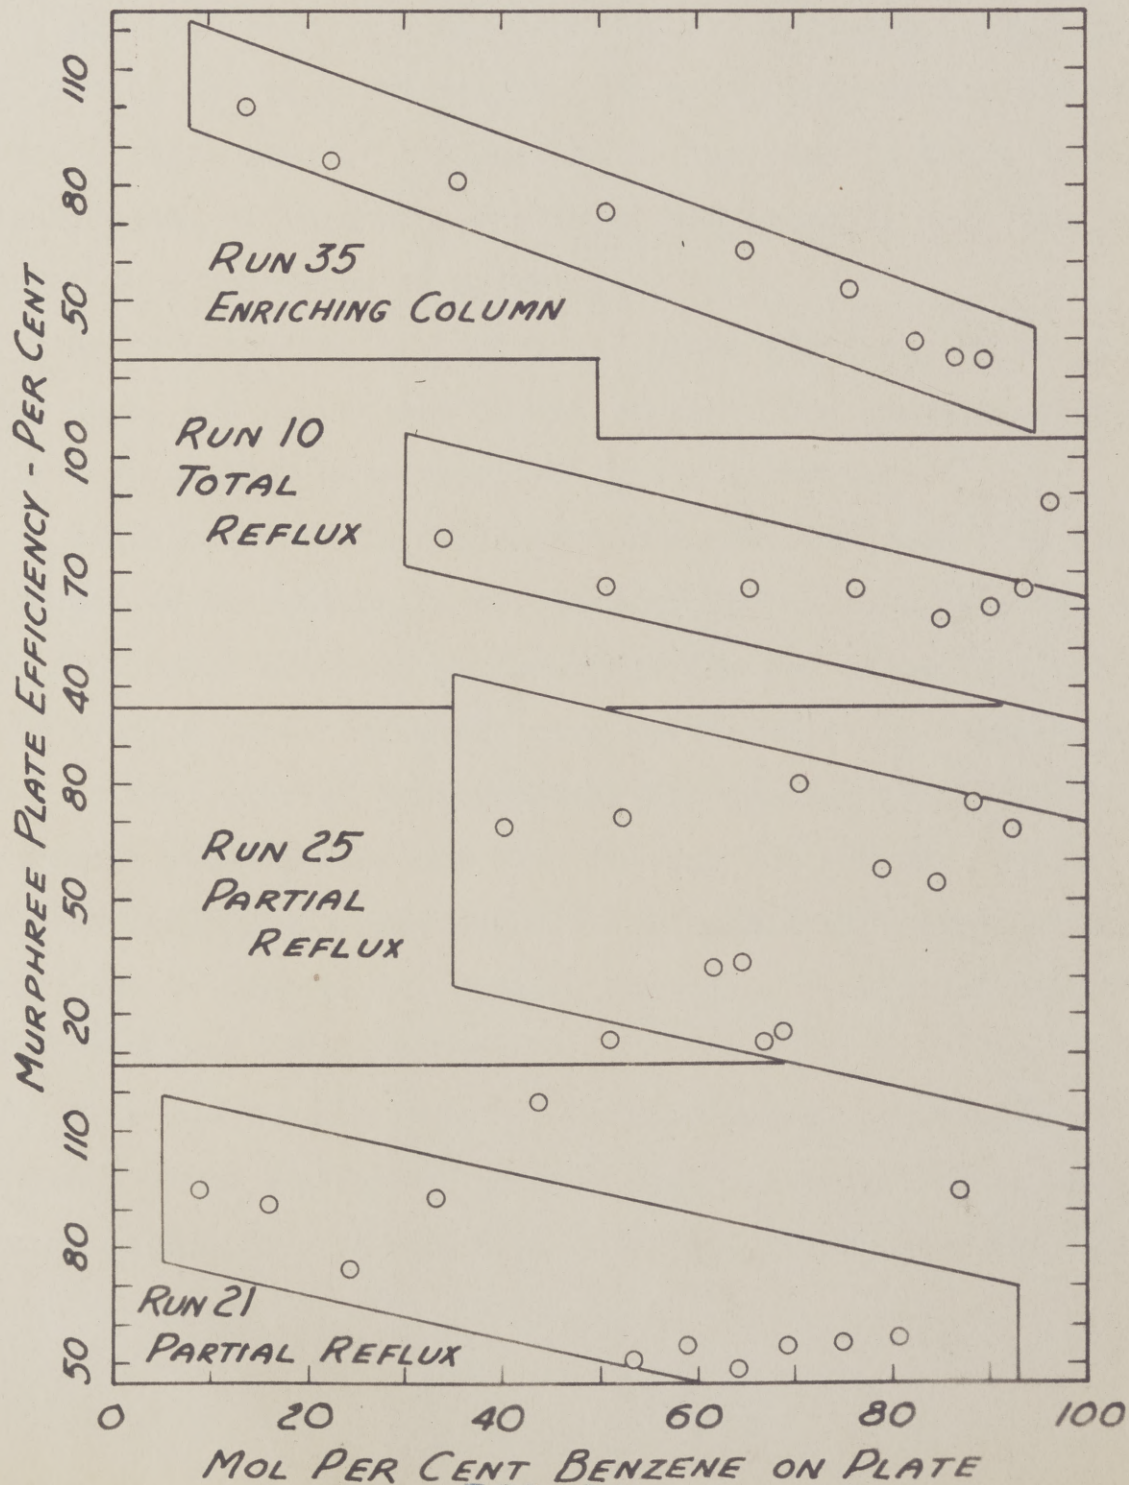 MURPHREE PLATE EFFICIENCY - PER CENT
110
80
50
RUN 35
ENRICHING COLUMN
100
70
40
RUN 10
TOTAL
REFLUX
80
50
20
RUN 25
PARTIAL
REFLUX
110
80
50
RUN 21
PARTIAL REFLUX
0 20 40 60 80 100
MOL PER CENT BENZENE ON PLATE